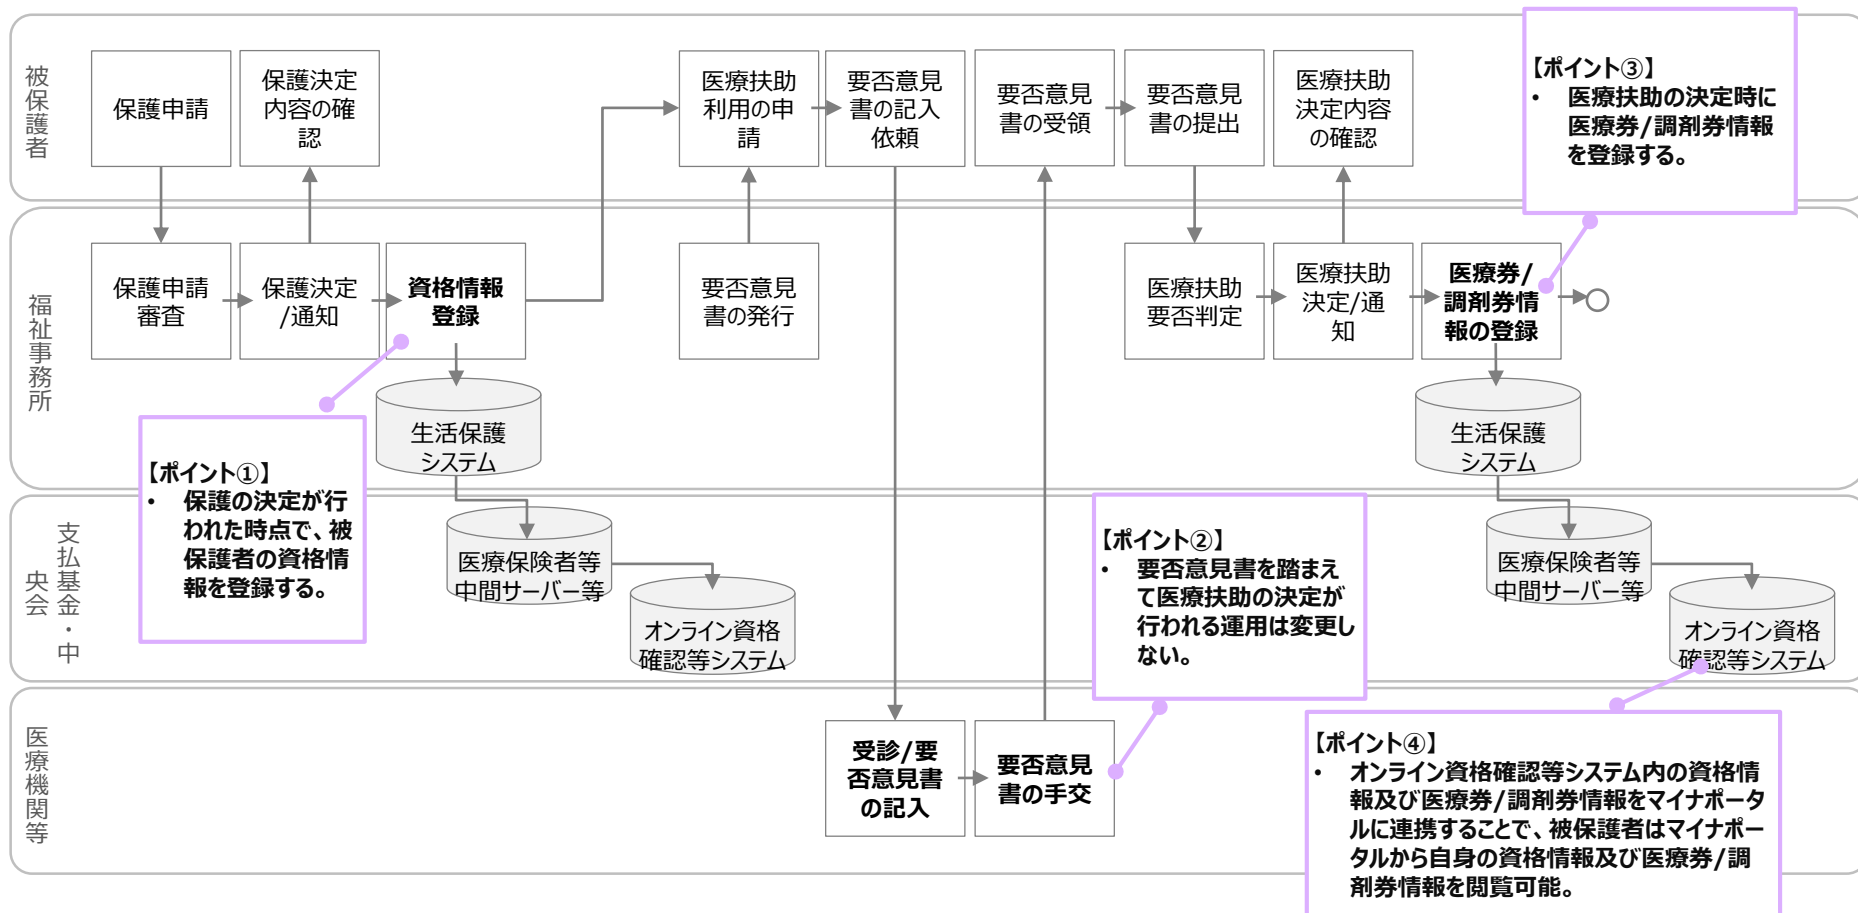 被保護者
保護申請
保護決定
内容の確
認
医療扶助
利用の申
請
要否意見
書の記入
依頼
要否意見
書の受領
要否意見
書の提出
医療扶助
決定内容
の確認
【ポイント③】
• 医療扶助の決定時に
医療券/調剤券情報
を登録する。
福祉事務所
保護申請
審査
保護決定
/通知
資格情報
登録
要否意見
書の発行
医療扶助
要否判定
医療扶助
決定/通
知
医療券/
調剤券情
報の登録
生活保護
システム
生活保護
システム
【ポイント①】
• 保護の決定が行
われた時点で、被
保護者の資格情
報を登録する。
支払基金・中
央会
医療保険者等
中間サーバー等
オンライン資格
確認等システム
【ポイント②】
• 要否意見書を踏まえ
て医療扶助の決定が
行われる運用は変更し
ない。
医療保険者等
中間サーバー等
オンライン資格
確認等システム
医療機関等
受診/要
否意見書
の記入
要否意見
書の手交
【ポイント④】
• オンライン資格確認等システム内の資格情
報及び医療券/調剤券情報をマイナポータ
ルに連携することで、被保護者はマイナポー
タルから自身の資格情報及び医療券/調
剤券情報を閲覧可能。